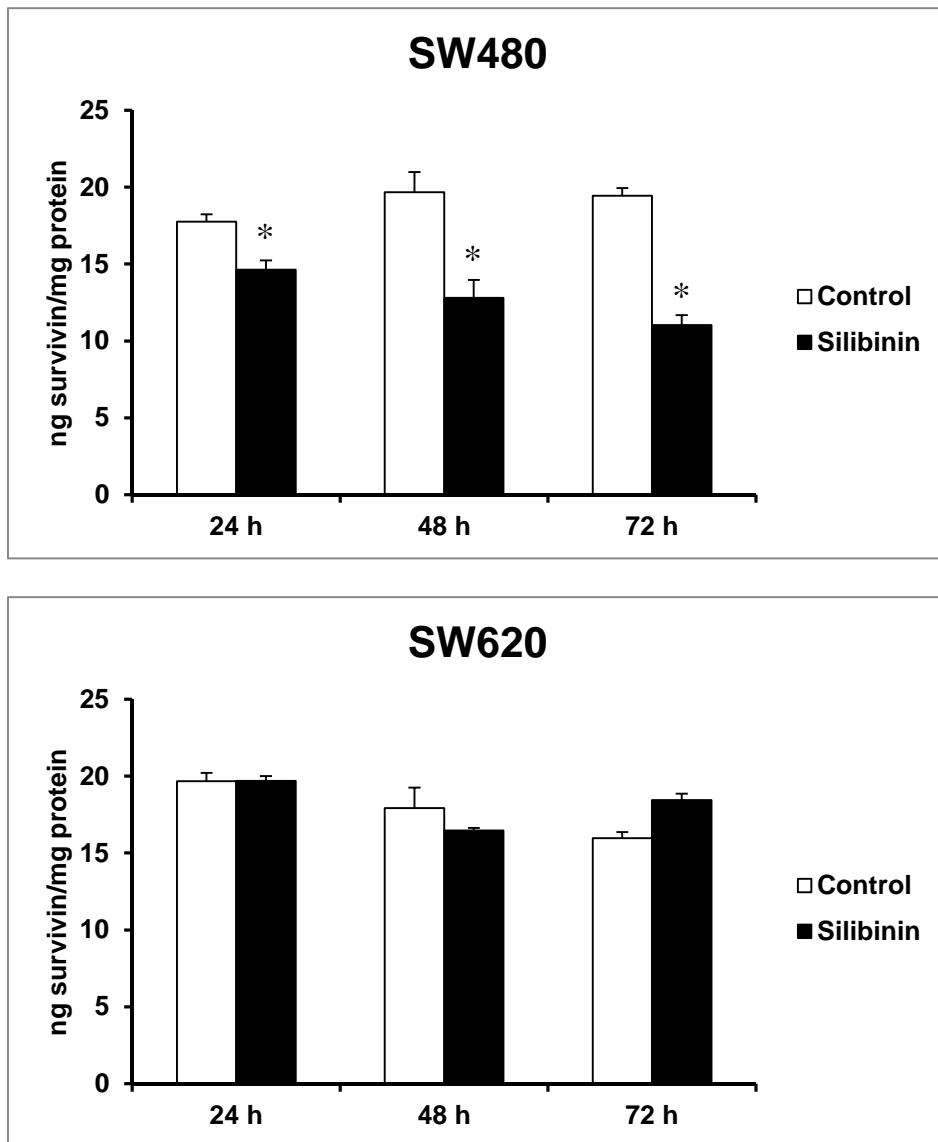 SW480
ng survivin/mg protein
25
20
15
10
5
0
*
*
*
24 h
48 h
72 h
Control
Silibinin
SW620
ng survivin/mg protein
25
20
15
10
5
0
24 h
48 h
72 h
Control
Silibinin